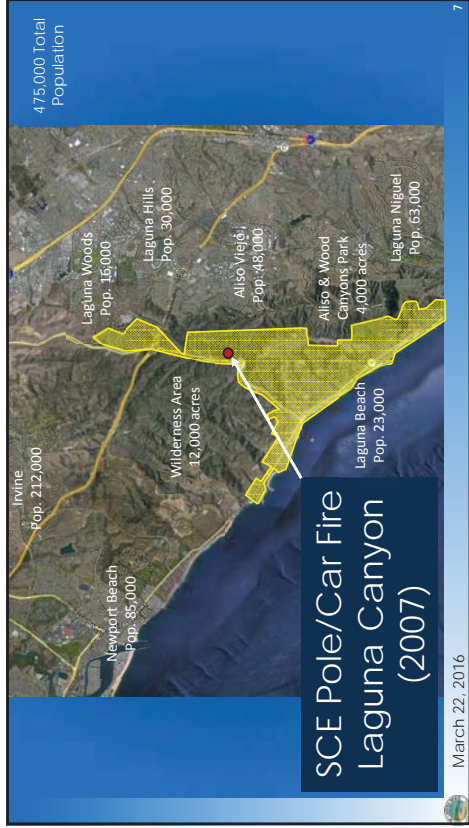 475,000 Total
Population
Irvine
Pop. 212,000
Laguna Woods
Pop. 16,000
Laguna Hills
Pop. 30,000
Newport Beach
Pop. 85,000
Wilderness Area
12,000 acres
Aliso Viejo
Pop. 48,000
Aliso & Wood
Canyons Park
4,000 acres
Laguna Beach
Pop. 23,000
Laguna Niguel
Pop. 63,000
SCE Pole/Car Fire
Laguna Canyon
(2007)
March 22, 2016
7